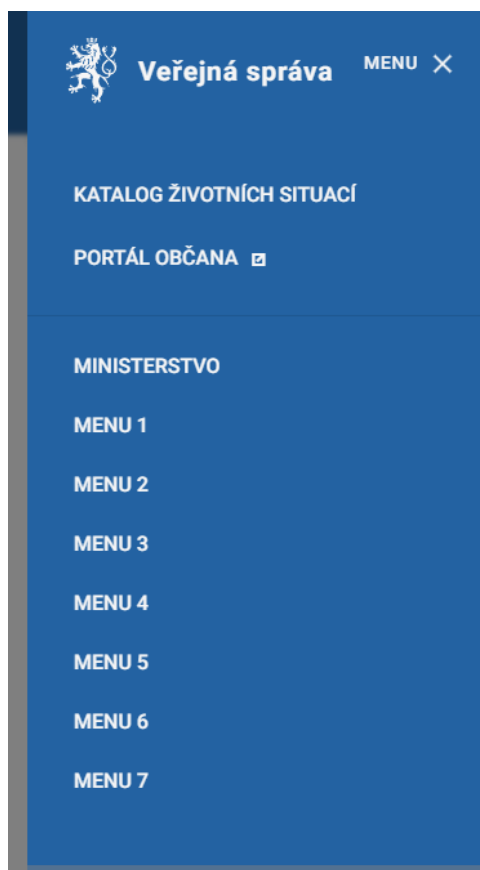 Veřejná správa MENU
KATALOG ŽIVOTNÍCH SITUACÍ
PORTÁL OBČANA
MINISTERSTVO
MENU 1
MENU 2
MENU 3
MENU 4
MENU 5
MENU 6
MENU 7